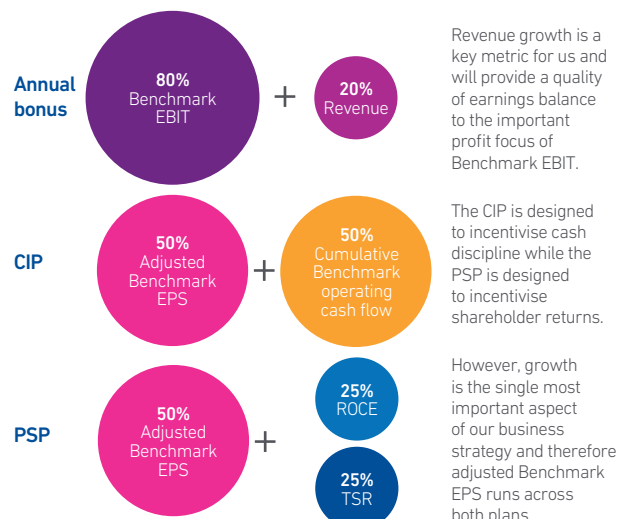 Annual
bonus
80%
Benchmark
EBIT
+
20%
Revenue
Revenue growth is a
key metric for us and
will provide a quality
of earnings balance
to the important
profit focus of
Benchmark EBIT.
CIP
50%
Adjusted
Benchmark
EPS
+
50%
Cumulative
Benchmark
operating
cash flow
The CIP is designed
to incentivise cash
discipline while the
PSP is designed
to incentivise
shareholder returns.
PSP
50%
Adjusted
Benchmark
EPS
+
25%
ROCE
25%
TSR
However, growth
is the single most
important aspect
of our business
strategy and therefore
adjusted Benchmark
EPS runs across
both plans